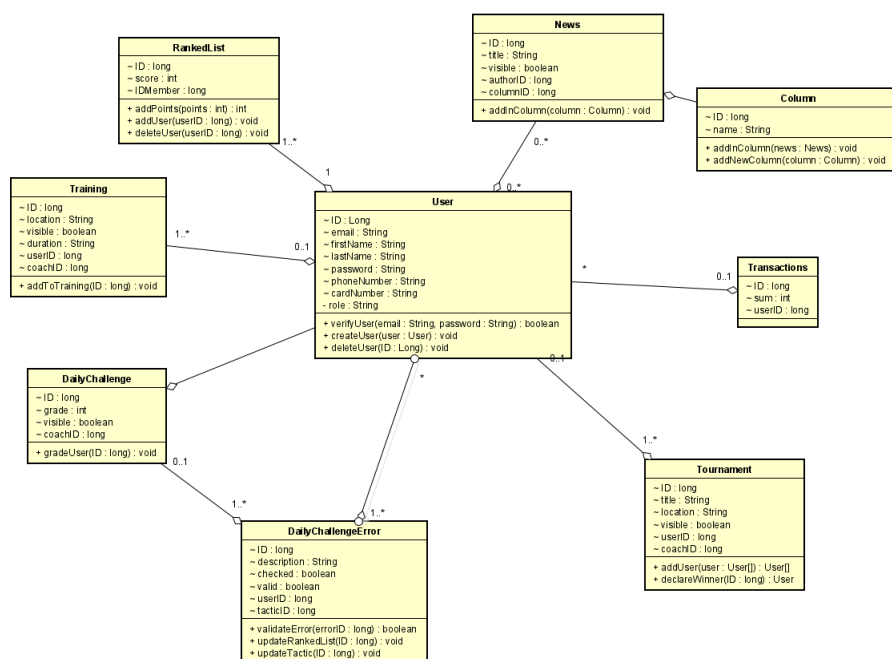 News
~ ID : long
~ title : String
~ visible : boolean
~ authorID : long
~ columnID : long
+ addInColumn(column : Column) : void
RankedList
~ ID : long
~ score : int
~ IDMember : long
+ addPoints(points : int) : int
+ addUser(userID : long) : void
+ deleteUser(userID : long) : void
Column
~ ID : long
~ name : String
+ addInColumn(news : News) : void
+ addNewColumn(column : Column) : void
1..*
1
0..*
0..*
Training
~ ID : long
~ location : String
~ visible : boolean
~ duration : String
~ userID : long
~ coachID : long
+ addToTraining(ID : long) : void
1..*
0..1
User
~ ID : Long
~ email : String
~ firstName : String
~ lastName : String
~ password : String
~ phoneNumber : String
~ cardNumber : String
- role : String
+ verifyUser(email : String, password : String) : boolean
+ createUser(user : User) : void
+ deleteUser(ID : Long) : void
*
0..1
Transactions
~ ID : long
~ sum : int
~ userID : long
DailyChallenge
~ ID : long
~ grade : int
~ visible : boolean
~ coachID : long
+ gradeUser(ID : long) : void
0..1
1..*
*
1..*
0..1
1..*
Tournament
~ ID : long
~ title : String
~ location : String
~ visible : boolean
~ userID : long
~ coachID : long
+ addUser(user : User[]) : User[]
+ declareWinner(ID : long) : User
DailyChallengeError
~ ID : long
~ description : String
~ checked : boolean
~ valid : boolean
~ userID : long
~ tacticID : long
+ validateError(errorID : long) : boolean
+ updateRankedList(ID : long) : void
+ updateTactic(ID : long) : void